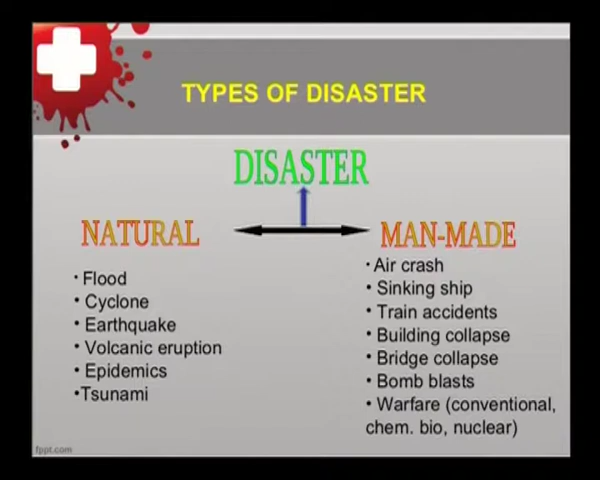 TYPES OF DISASTER
DISASTER
NATURAL
• Flood
• Cyclone
• Earthquake
• Volcanic eruption
• Epidemics
•Tsunami
MAN-MADE
• Air crash
• Sinking ship
• Train accidents
• Building collapse
• Bridge collapse
• Bomb blasts
• Warfare (conventional,
chem. bio, nuclear)
fppt.com